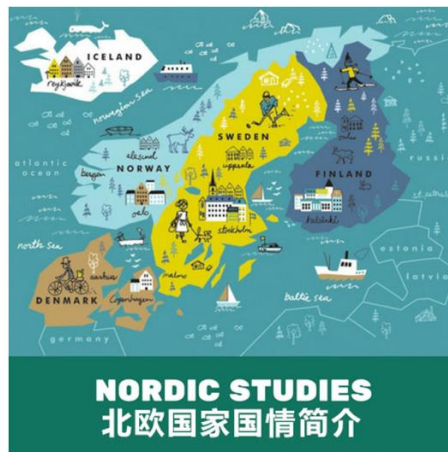 ICELAND
reykjavik
norwegian sea
SWEDEN
alesund
NORWAY
uppsala
FINLAND
atlantic
ocean
bergen
oslo
stockholm
helsinki
north sea
aarhus
malmo
DENMARK
Copenhagen
baltic sea
estonia
latvia
germany
NORDIC STUDIES
北欧国家国情简介